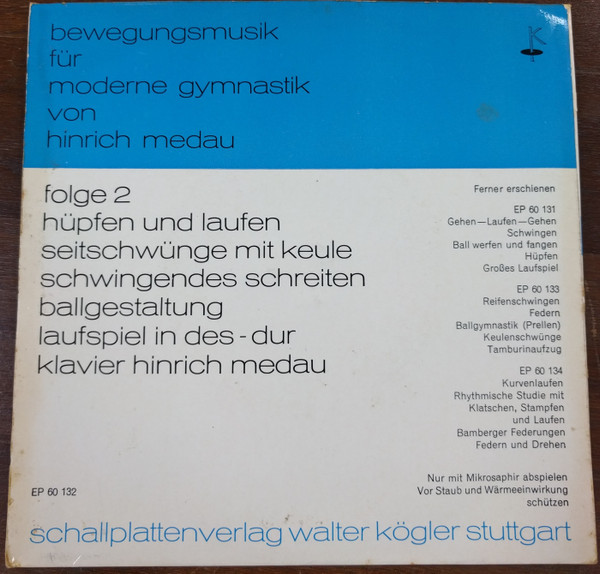 bewegungsmusik
für
moderne gymnastik
von
hinrich medau
K
folge 2
hüpfen und laufen
seitschwünge mit keule
schwingendes schreiten
ballgestaltung
laufspiel in des-dur
klavier hinrich medau
Ferner erschienen
EP 60 131
Gehen—Laufen—Gehen
Schwingen
Ball werfen und fangen
Hüpfen
Großes Laufspiel
EP 60 133
Reifenschwingen
Federn
Ballgymnastik (Prellen)
Keulenschwünge
Tamburinaufzug
EP 60 134
Kurvenlaufen
Rhythmische Studie mit
Klatschen, Stampfen
und Laufen
Bamberger Federungen
Federn und Drehen
EP 60 132
Nur mit Mikrosaphir abspielen
Vor Staub und Wärmeeinwirkung
schützen
schallplattenverlag walter kögler stuttgart